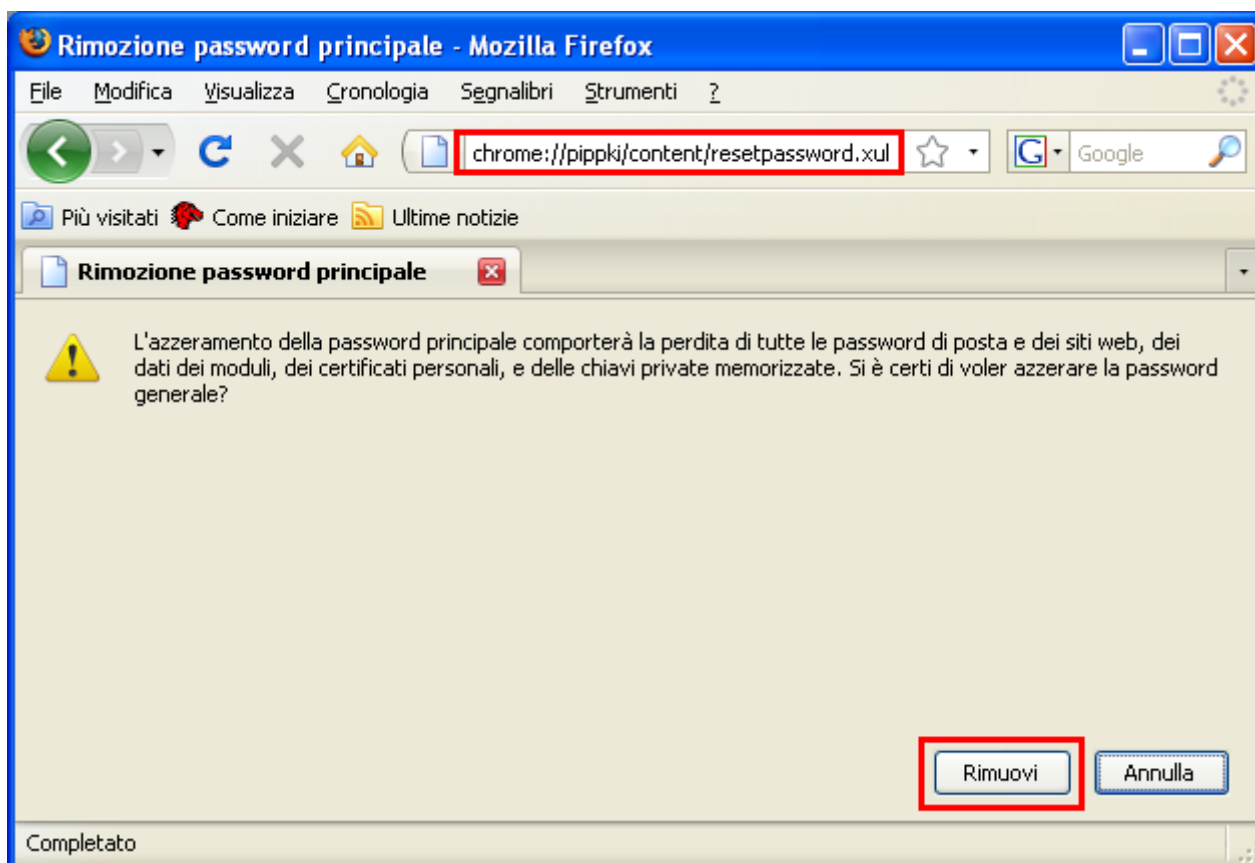 Rimozione password principale - Mozilla Firefox
File Modifica Visualizza Cronologia Segnalibri Strumenti ?
chrome://pippki/content/resetpassword.xul G Google
Più visitati Come iniziare Ultime notizie
Rimozione password principale
L'azzeramento della password principale comporterà la perdita di tutte le password di posta e dei siti web, dei
dati dei moduli, dei certificati personali, e delle chiavi private memorizzate. Si è certi di voler azzerare la password
generale?
Rimuovi Annulla
Completato